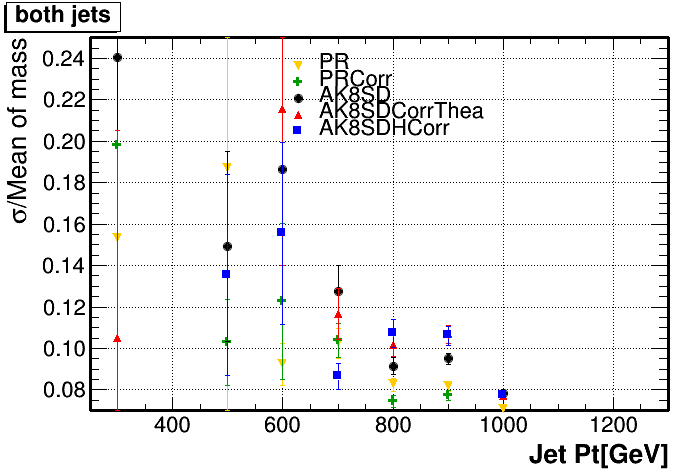 both jets
σ/Mean of mass
0.24
0.22
0.20
0.18
0.16
0.14
0.12
0.10
0.08
PR
PRCorr
AK8SD
AK8SDCorrThea
AK8SDHCorr
400 600 800 1000 1200
Jet Pt[GeV]